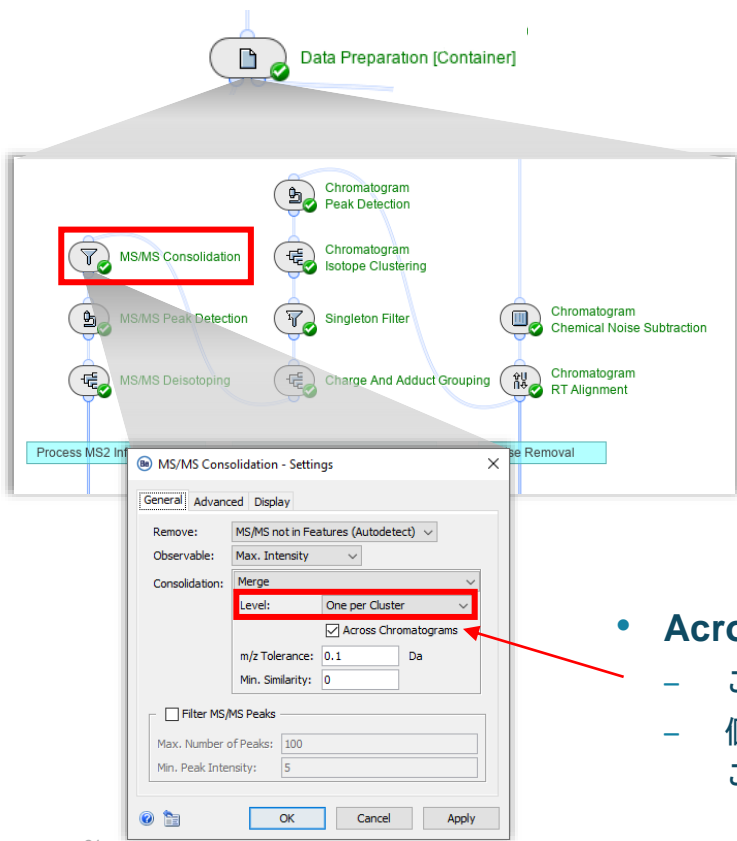 Data Preparation [Container]
Chromatogram
Peak Detection
MS/MS Consolidation
Chromatogram
Isotope Clustering
MS/MS Peak Detection
Singleton Filter
Chromatogram
Chemical Noise Subtraction
MS/MS Deisotoping
Charge And Adduct Grouping
Chromatogram
RT Alignment
Process MS2 Inf
se Removal
MS/MS Consolidation - Settings
General Advanced Display
Remove: MS/MS not in Features (Autodetect)
Observable: Max. Intensity
Consolidation: Merge
Level: One per Cluster
Across Chromatograms
m/z Tolerance: 0.1 Da
Min. Similarity: 0
Filter MS/MS Peaks
Max. Number of Peaks: 100
Min. Peak Intensity: 5
OK Cancel Apply
• Acro
– こ
–